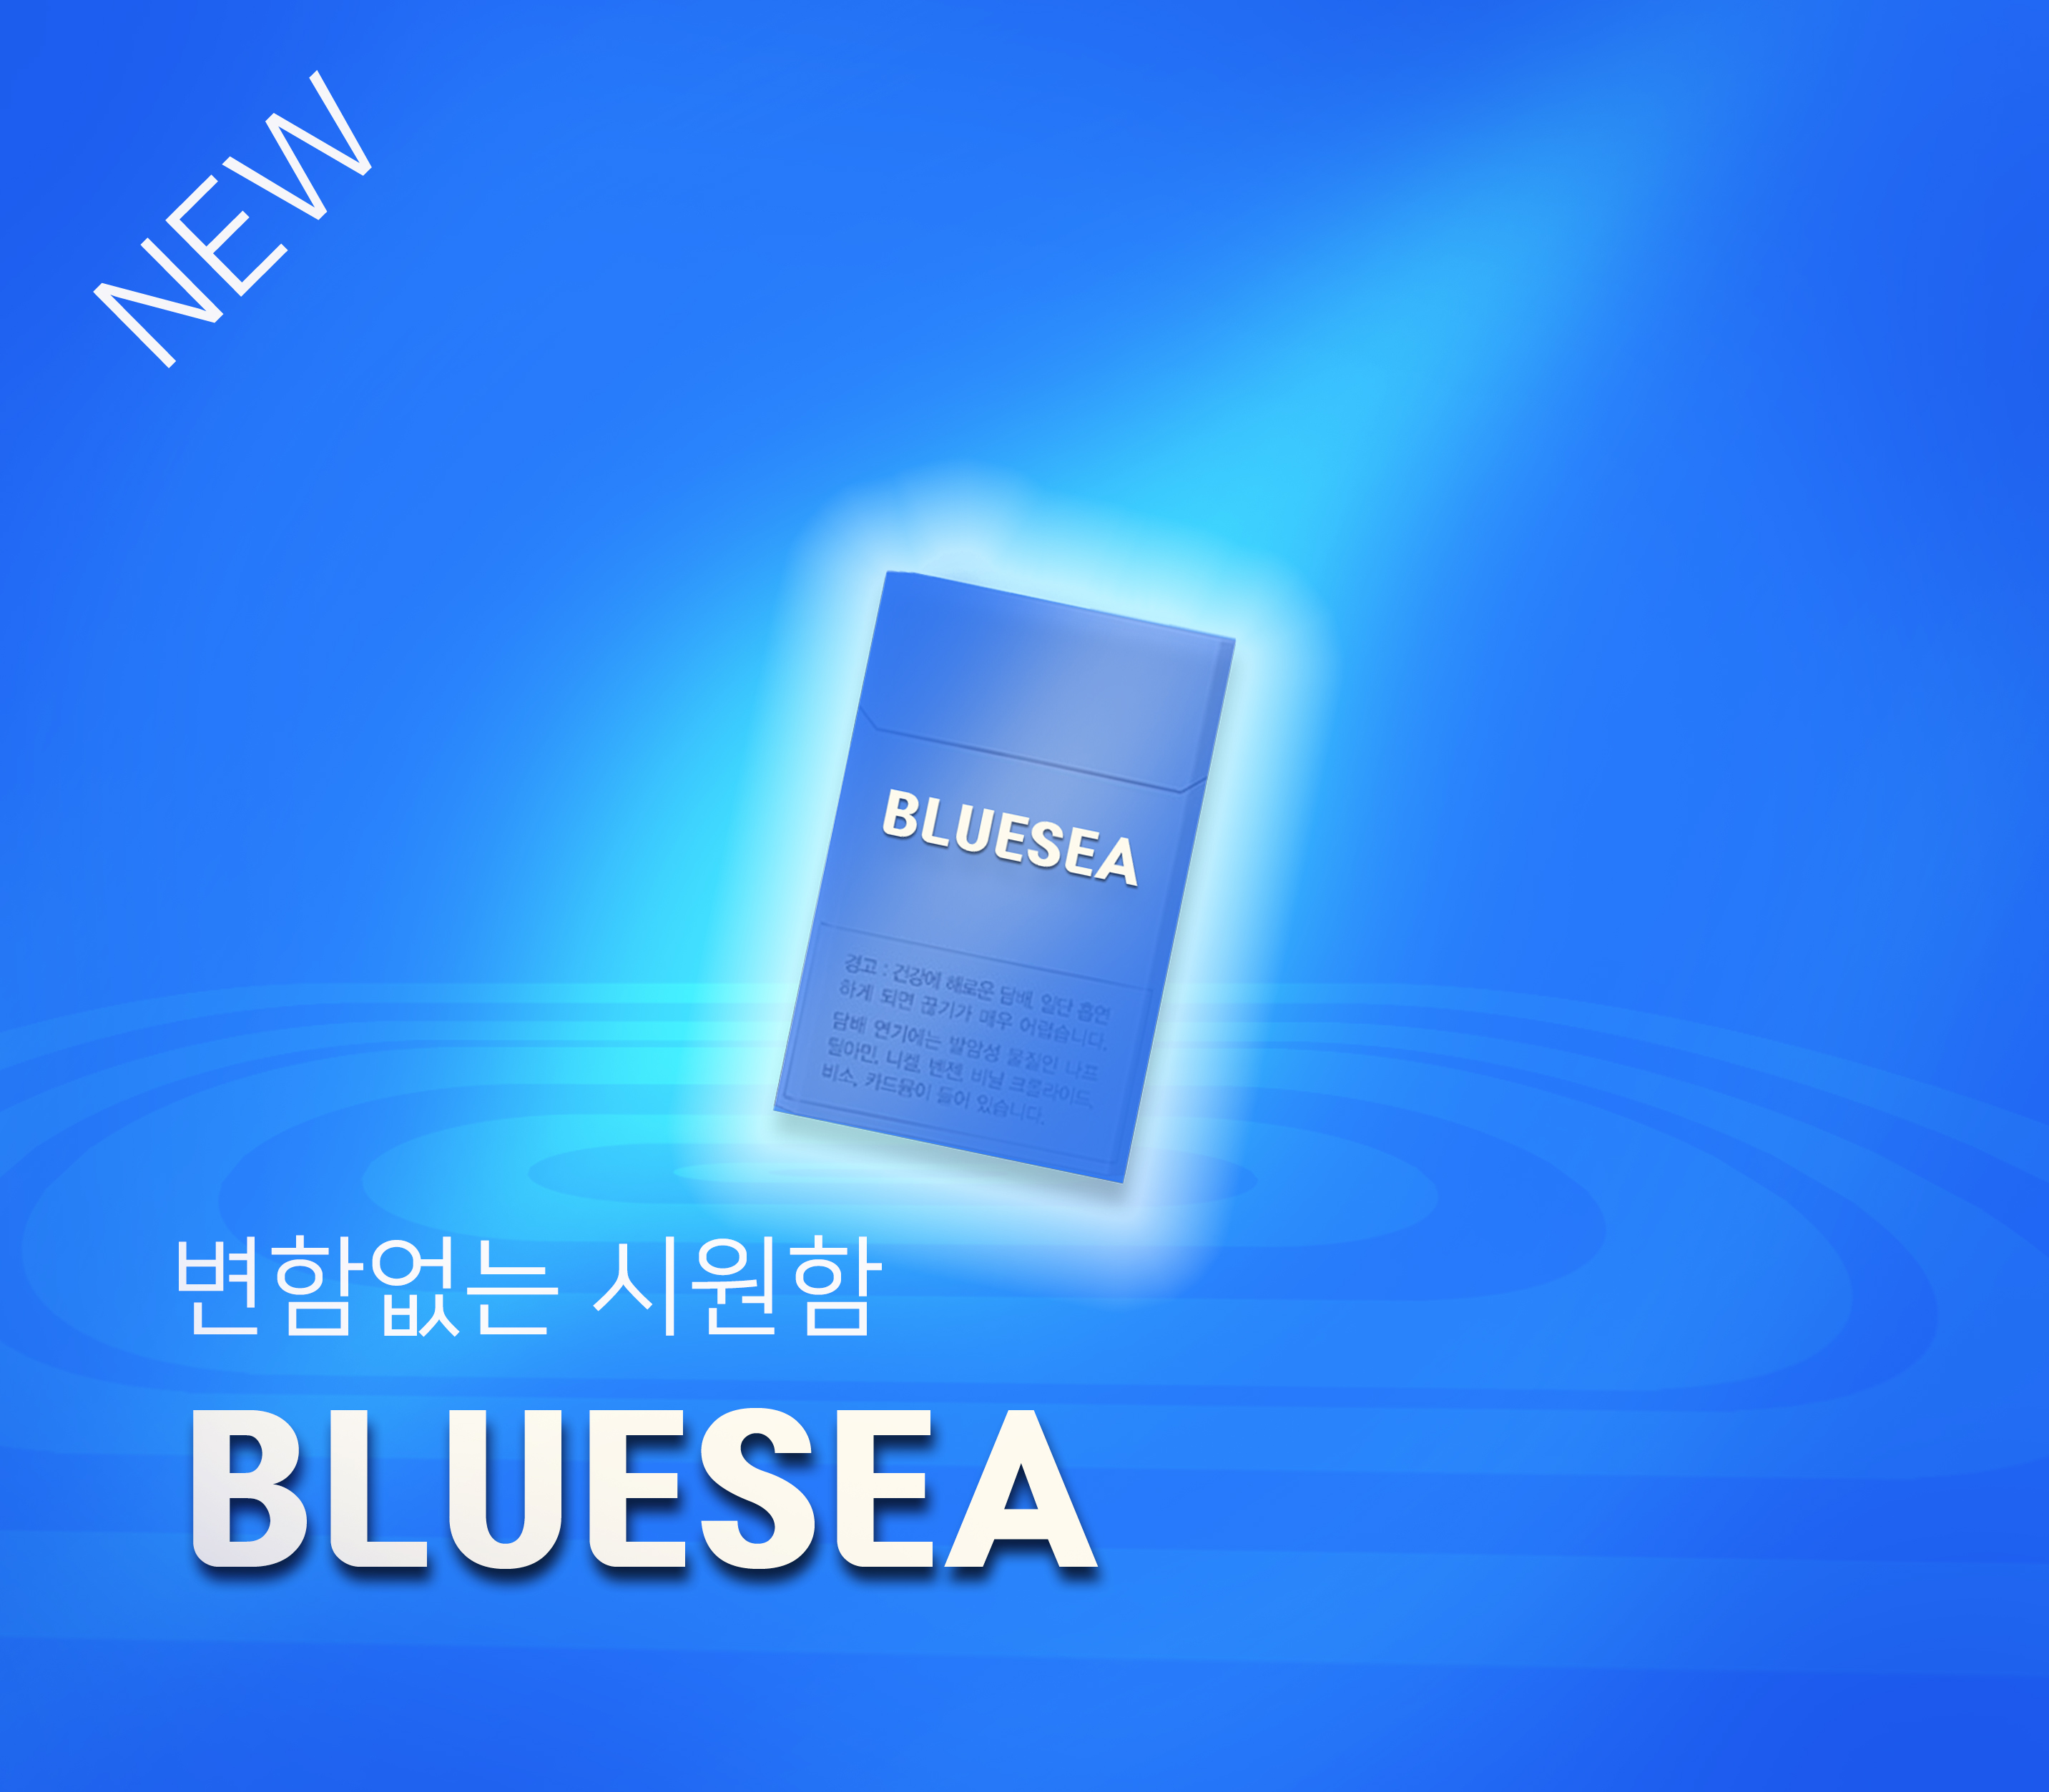 NEW
BLUESEA
경고 : 건강에 해로운 담배, 일단 흡연
하게 되면 끊기가 매우 어렵습니다.
담배 연기에는 발암성 물질인 나프
틸아민, 니켈, 벤젠, 비닐 크롤라이드,
비소, 카드뮴이 들어 있습니다.
변함없는 시원함
BLUESEA